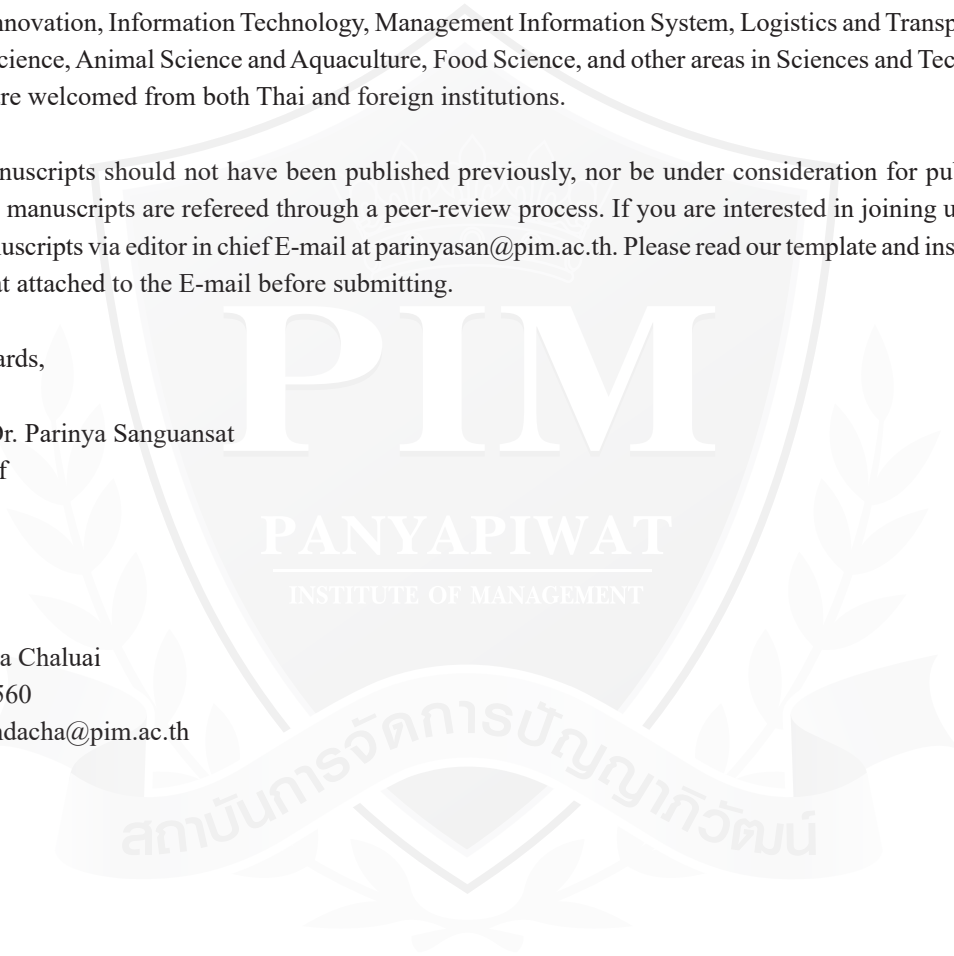 nnovation, Information Technology, Management Information System, Logistics and Transp
cience, Animal Science and Aquaculture, Food Science, and other areas in Sciences and Tec
re welcomed from both Thai and foreign institutions.
nuscripts should not have been published previously, nor be under consideration for pu
manuscripts are refereed through a peer-review process. If you are interested in joining u
nuscripts via editor in chief E-mail at parinyasan@pim.ac.th. Please read our template and ins
at attached to the E-mail before submitting.
ards,
Dr. Parinya Sanguansat
f
PIM
PANYAPIWAT
INSTITUTE OF MANAGEMENT
a Chaluai
560
ndacha@pim.ac.th
สถาบันการจัดการปัญญาภิวัฒน์